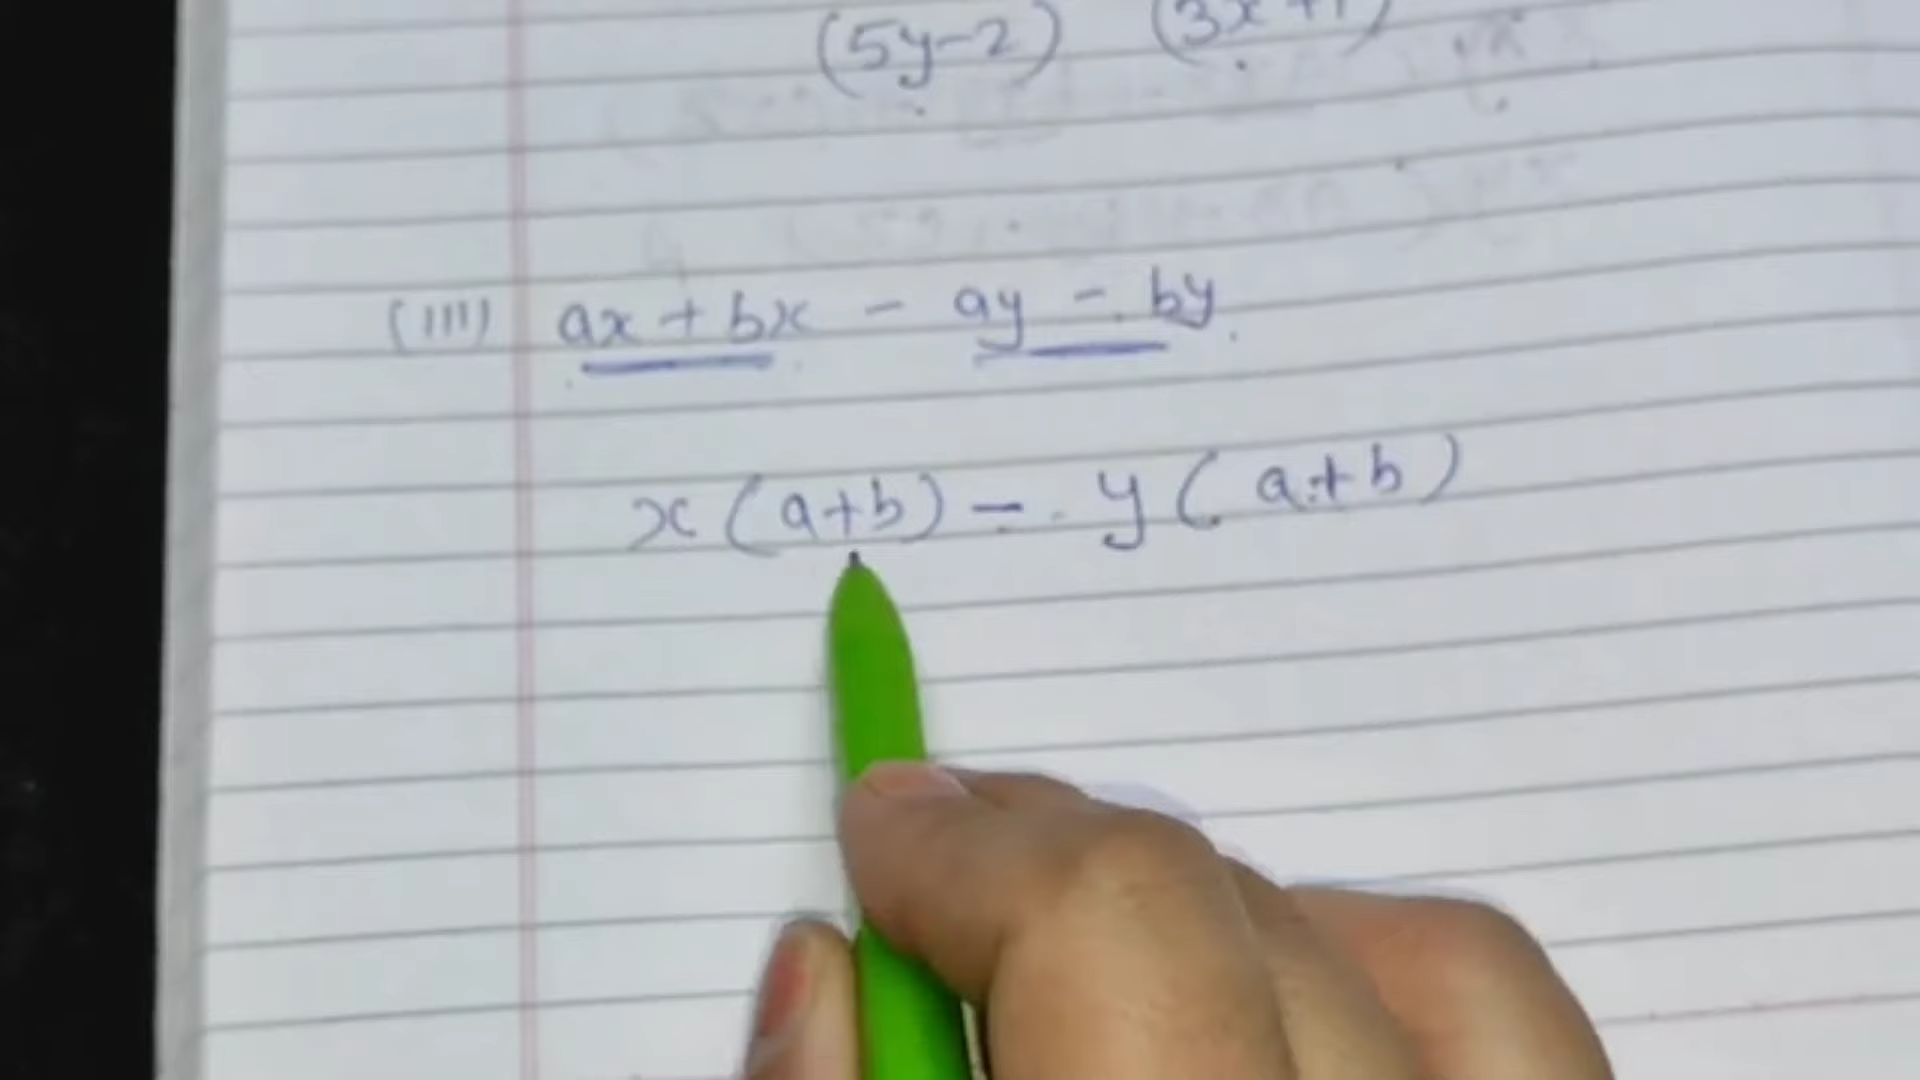 (5y-2) (3x+1)
(III) ax + bx - ay - by
x (a+b) - y (a+b)